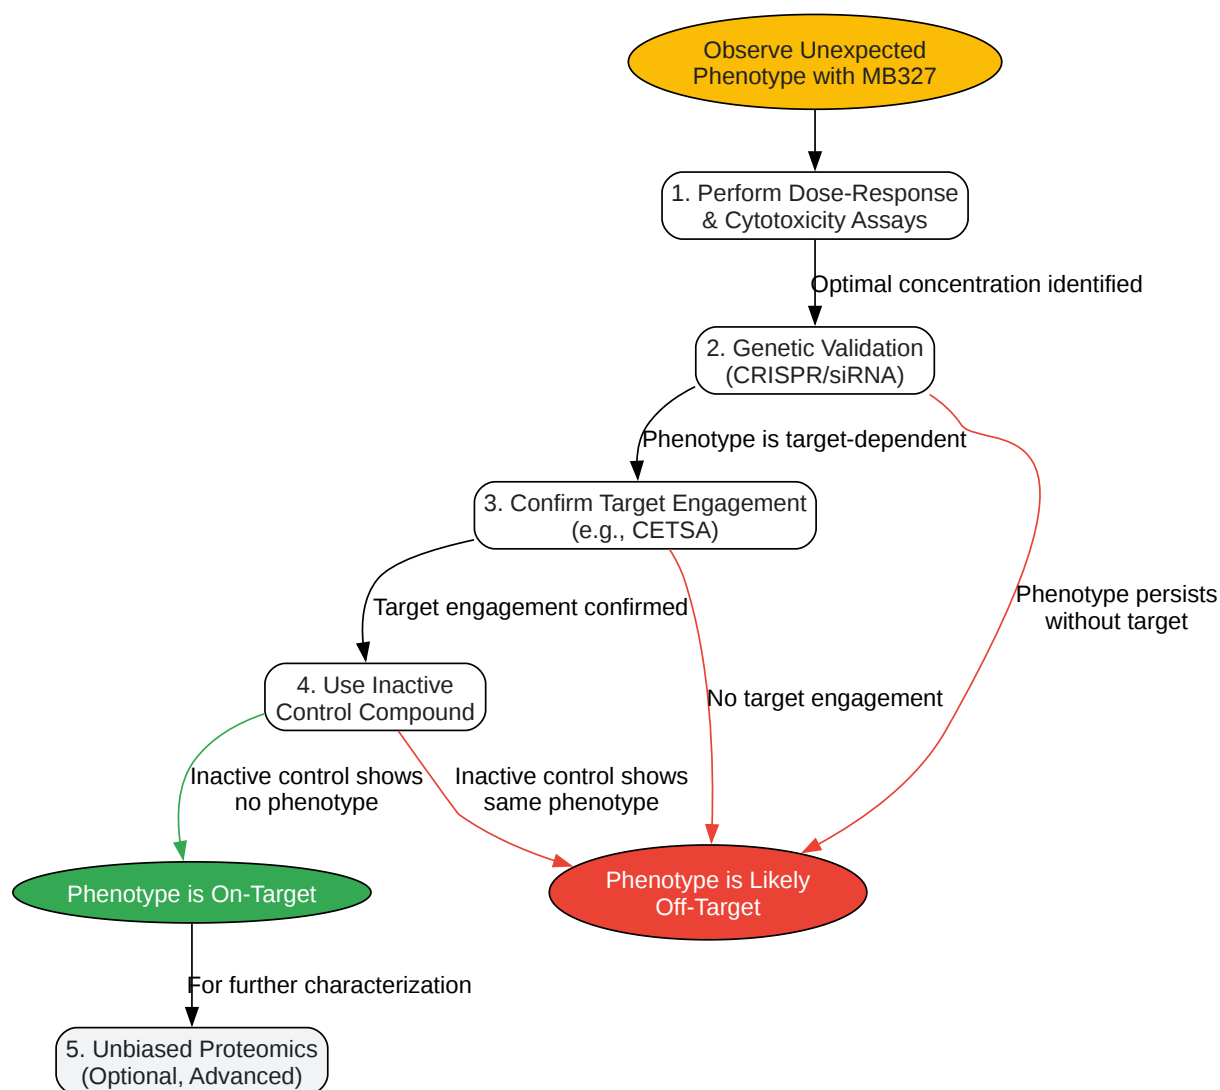 Observe Unexpected
Phenotype with MB327
1. Perform Dose-Response
& Cytotoxicity Assays
Optimal concentration identified
2. Genetic Validation
(CRISPR/siRNA)
Phenotype is target-dependent
3. Confirm Target Engagement
(e.g., CETSA)
Phenotype persists
without target
Target engagement confirmed
4. Use Inactive
Control Compound
No target engagement
Inactive control shows
no phenotype
Inactive control shows
same phenotype
Phenotype is On-Target
Phenotype is Likely
Off-Target
For further characterization
5. Unbiased Proteomics
(Optional, Advanced)